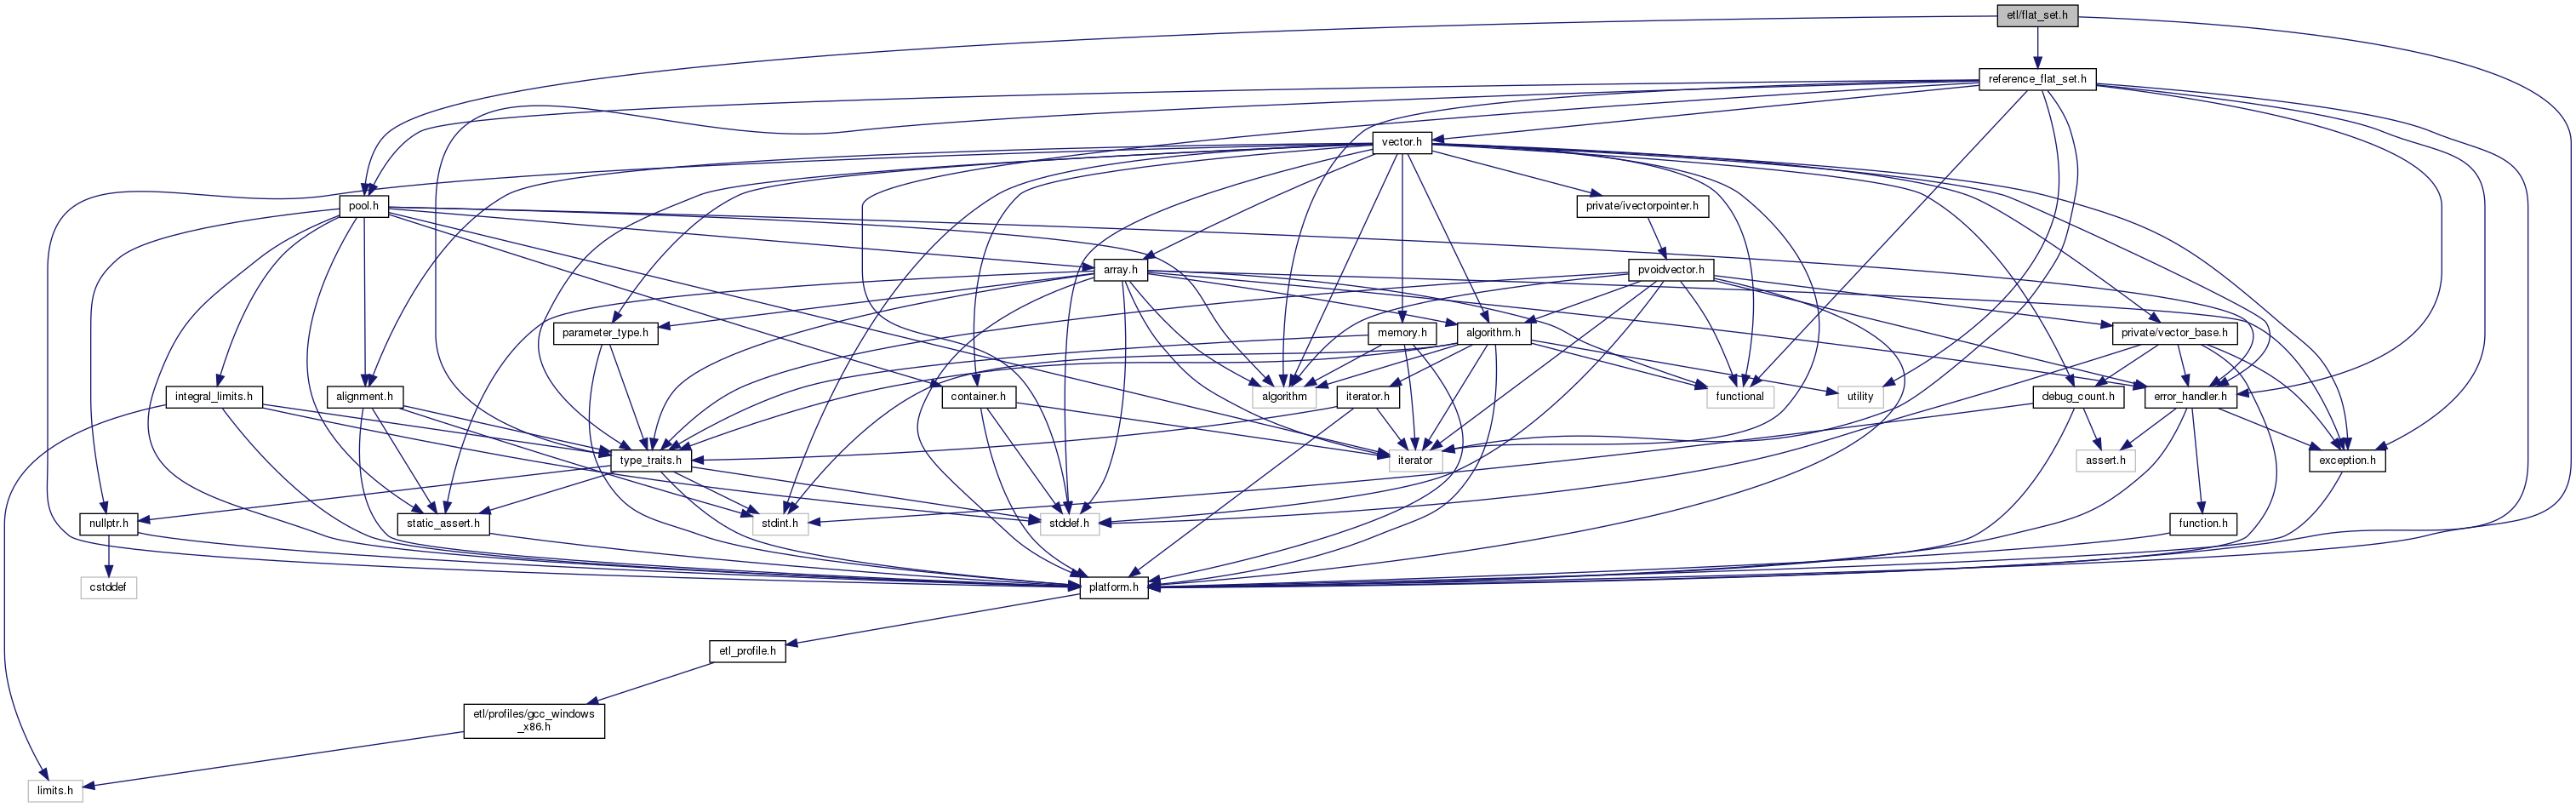 etl/flat_set.h
reference_flat_set.h
vector.h
pool.h
private/ivectorpointer.h
array.h
pvoidvector.h
parameter_type.h
memory.h
algorithm.h
private/vector_base.h
integral_limits.h
alignment.h
container.h
algorithm
iterator.h
functional
utility
debug_count.h
error_handler.h
type_traits.h
iterator
assert.h
exception.h
nullptr.h
static_assert.h
stdint.h
stddef.h
function.h
cstddef
platform.h
etl_profile.h
etl/profiles/gcc_windows
_x86.h
limits.h